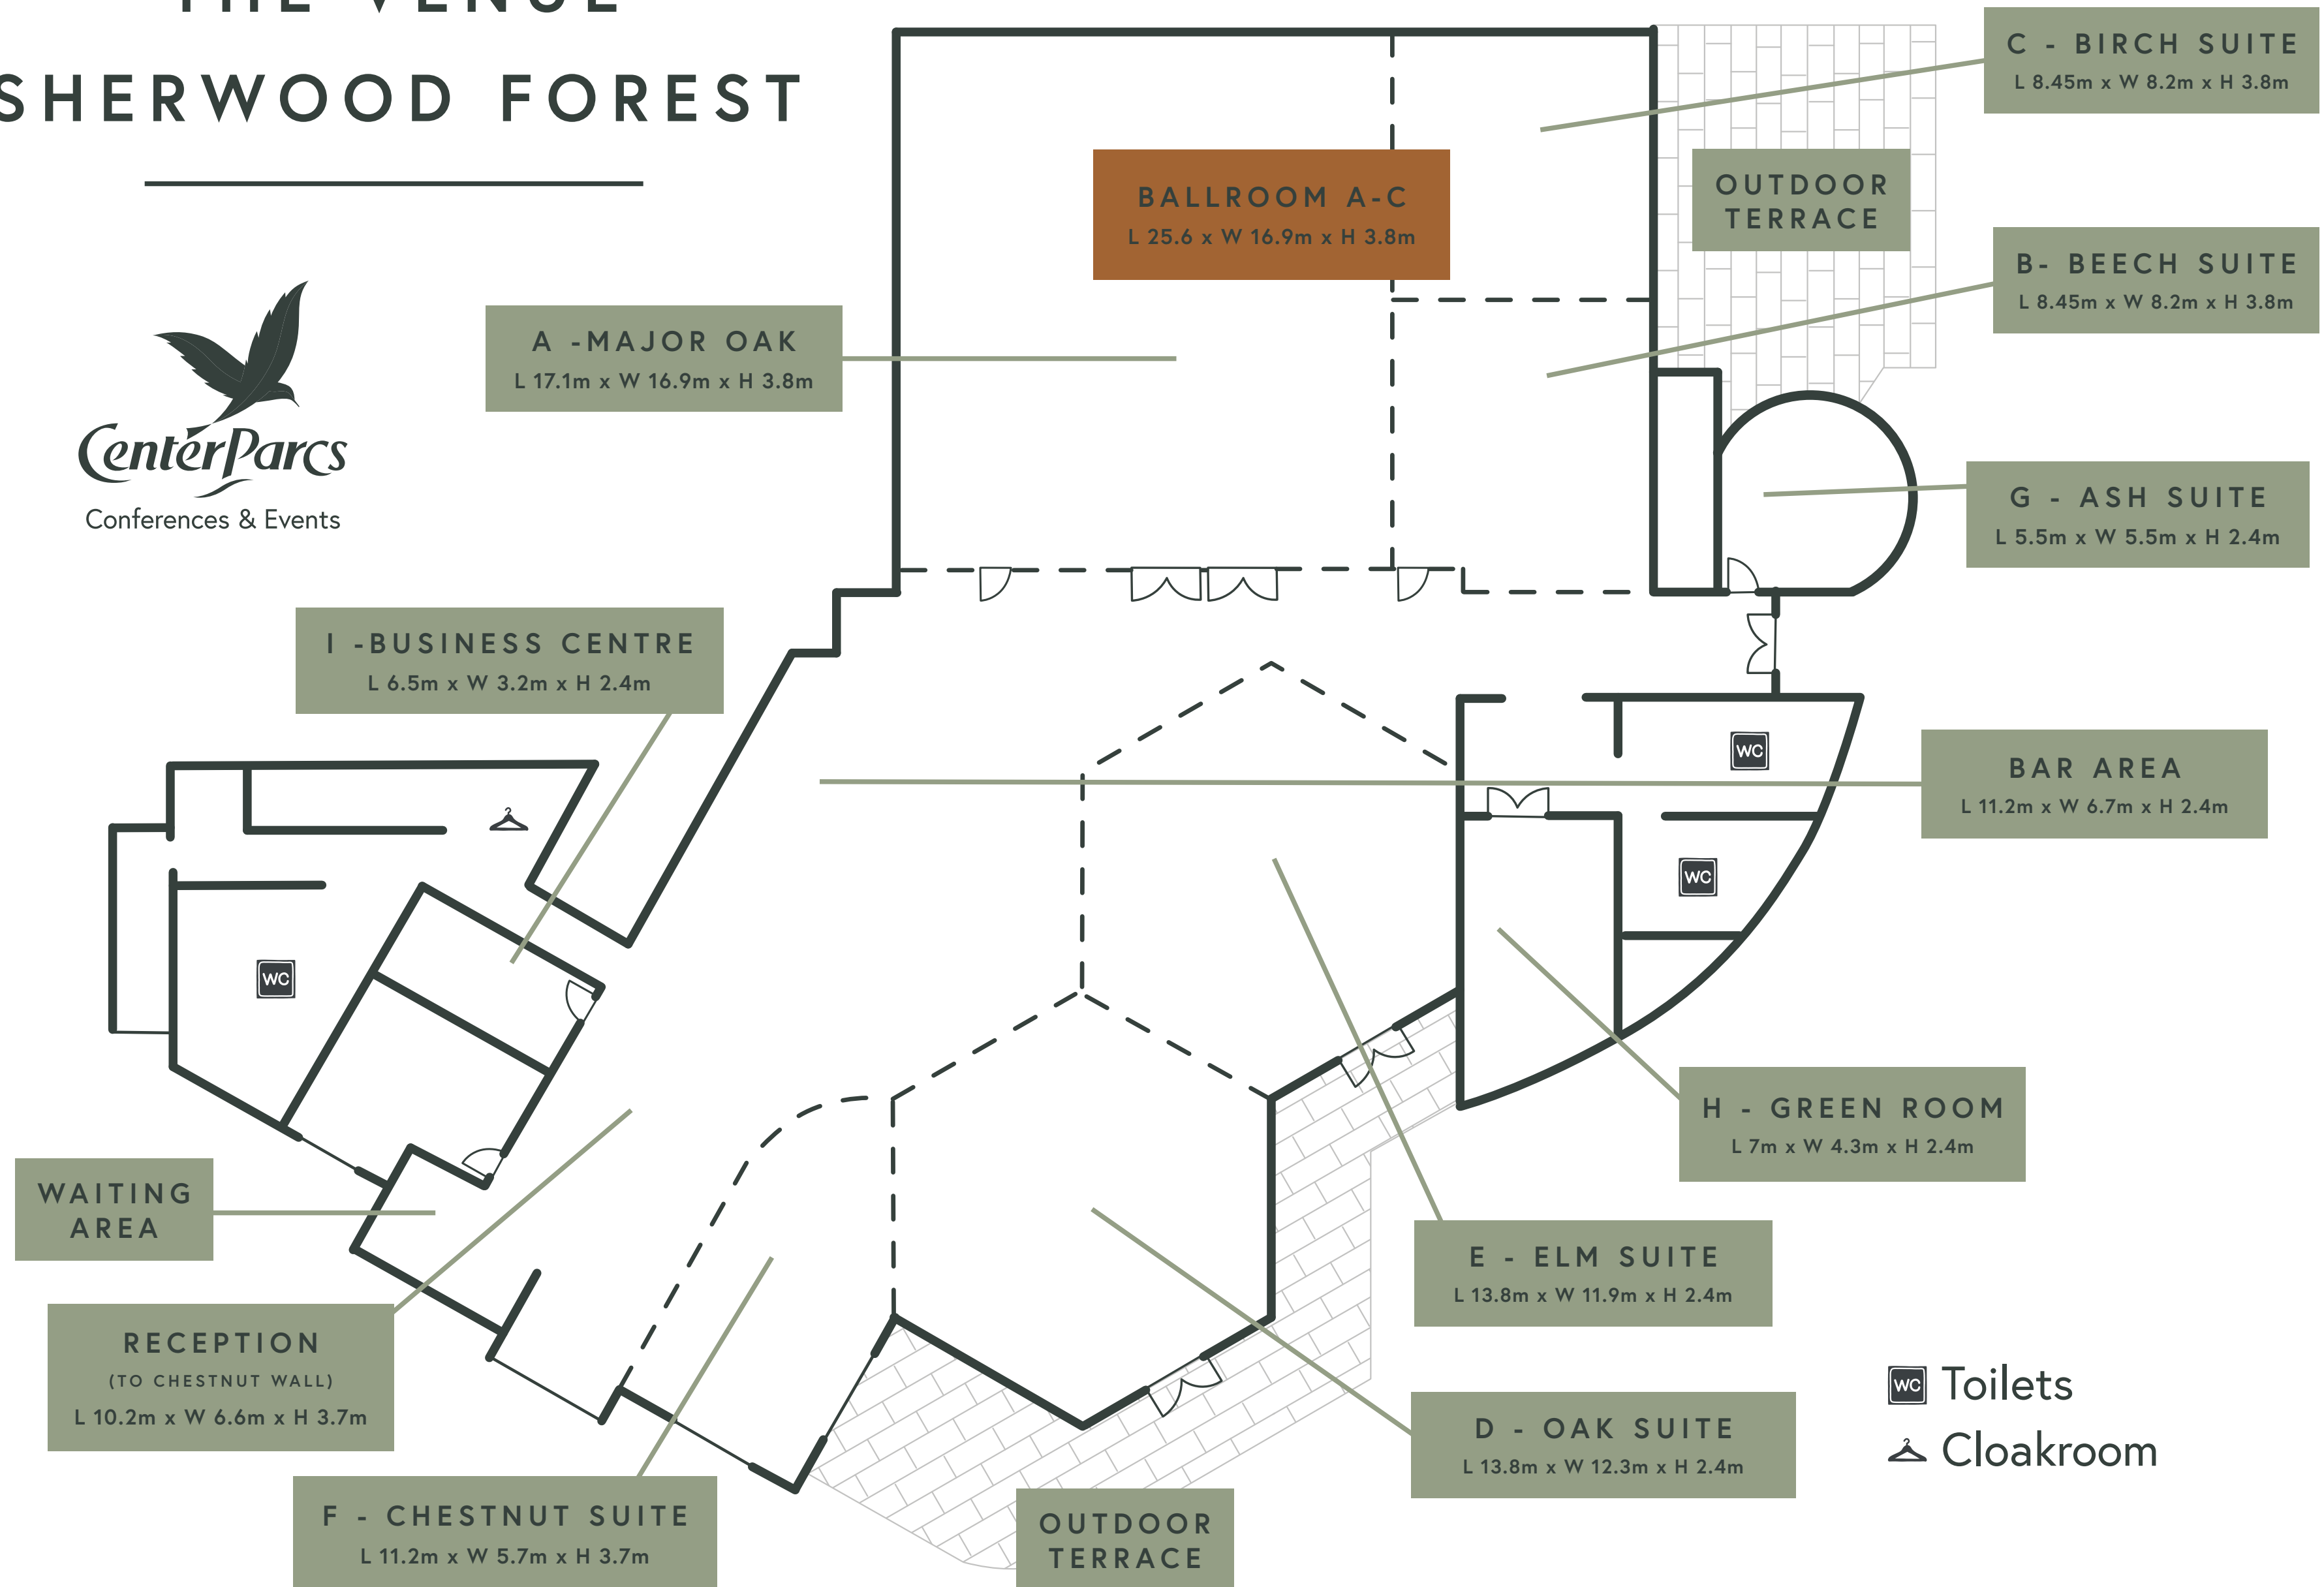 THE VENUE
SHERWOOD FOREST
CenterParcs
Conferences & Events
C - BIRCH SUITE
L 8.45m x W 8.2m x H 3.8m
BALLROOM A-C
L 25.6 x W 16.9m x H 3.8m
OUTDOOR
TERRACE
B- BEECH SUITE
L 8.45m x W 8.2m x H 3.8m
A -MAJOR OAK
L 17.1m x W 16.9m x H 3.8m
G - ASH SUITE
L 5.5m x W 5.5m x H 2.4m
I -BUSINESS CENTRE
L 6.5m x W 3.2m x H 2.4m
WC
BAR AREA
L 11.2m x W 6.7m x H 2.4m
WC
WC
H - GREEN ROOM
L 7m x W 4.3m x H 2.4m
WAITING
AREA
E - ELM SUITE
L 13.8m x W 11.9m x H 2.4m
RECEPTION
(TO CHESTNUT WALL)
L 10.2m x W 6.6m x H 3.7m
D - OAK SUITE
L 13.8m x W 12.3m x H 2.4m
WC Toilets
Cloakroom
F - CHESTNUT SUITE
L 11.2m x W 5.7m x H 3.7m
OUTDOOR
TERRACE